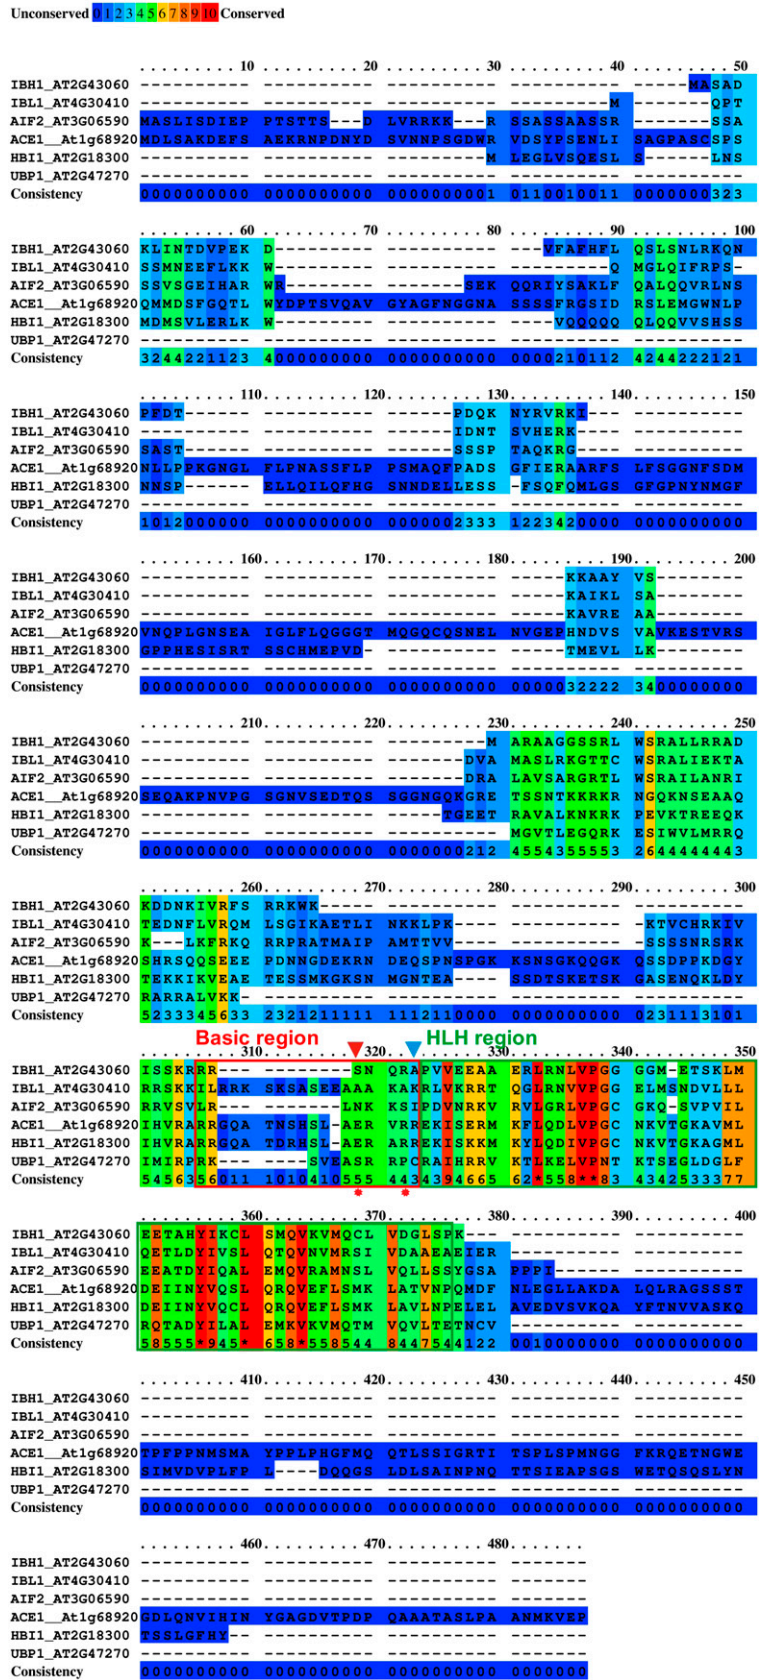 Unconserved 0 1 2 3 4 5 6 7 8 9 10 Conserved
. . . . . . . . . 10 . . . . . . . . . 20 . . . . . . . . . 30 . . . . . . . . . 40 . . . . . . . . . 50
IBH1_AT2G43060 ---------- ---------- ---------- ---------- -----MASAD
IBL1_AT4G30410 ---------- ---------- ---------- ---------M -------QPT
AIF2_AT3G06590 MASLISDIEP PTSTTS---D LVRRKK---R SSASSAASSR -------SSA
ACE1__At1g68920 MDLSAKDEFS AEKRNPDNYD SVNNPSGDWR VDSYPSENLI SAGPASCSPS
HBI1_AT2G18300 ---------- ---------- ---------M LEGLVSQESL S------LNS
UBP1_AT2G47270 ---------- ---------- ---------- ---------- ----------
Consistency 0000000000 0000000000 0000000001 0110010011 0000000323
. . . . . . . . . 60 . . . . . . . . . 70 . . . . . . . . . 80 . . . . . . . . . 90 . . . . . . . . . 100
IBH1_AT2G43060 KLINTDVPEK D--------- ---------- ---VFAFHFL QSLSNLRKQN
IBL1_AT4G30410 SSMNEEFLKK W--------- ---------- ---------Q MGLQIFRPS-
AIF2_AT3G06590 SSVSGEIHAR WR-------- -------SEK QQRIYSAKLF QALQQVRLNS
ACE1__At1g68920 QMMDSFGQTL WYDPTSVQAV GYAGFNGGNA SSSSFRGSID RSLEMGWNLP
HBI1_AT2G18300 MDMSVLERLK W--------- ---------- ----VQQQQQ QLQQVVSHSS
UBP1_AT2G47270 ---------- ---------- ---------- ---------- ----------
Consistency 3244221123 4000000000 0000000000 0000210112 4244222121
. . . . . . . . . 110 . . . . . . . . . 120 . . . . . . . . . 130 . . . . . . . . . 140 . . . . . . . . . 150
IBH1_AT2G43060 PFDT------ ---------- ------PDQK NYRVRKI--- ----------
IBL1_AT4G30410 ---------- ---------- ------IDNT SVHERK---- ----------
AIF2_AT3G06590 SAST------ ---------- ------SSSP TAQKRG---- ----------
ACE1__At1g68920 NLLPPKGNGL FLPNASSFLP PSMAQFPADS GFIERAARFS LFSGGNFSDM
HBI1_AT2G18300 NNSP------ ELLQILQFHG SNNDELLESS -FSQFQMLGS GFGPNYNMGF
UBP1_AT2G47270 ---------- ---------- ---------- ---------- ----------
Consistency 1012000000 0000000000 0000002333 1223420000 0000000000
. . . . . . . . . 160 . . . . . . . . . 170 . . . . . . . . . 180 . . . . . . . . . 190 . . . . . . . . . 200
IBH1_AT2G43060 ---------- ---------- ---------- -----KKAAY VS--------
IBL1_AT4G30410 ---------- ---------- ---------- -----KAIKL SA--------
AIF2_AT3G06590 ---------- ---------- ---------- -----KAVRE AA--------
ACE1__At1g68920 VNQPLGNSEA IGLFLQGGGT MQGQCQSNEL NVGEPHNDVS VAVKESTVRS
HBI1_AT2G18300 GPPHESISRT SSCHMEPVD- ---------- -----TMEVL LK--------
UBP1_AT2G47270 ---------- ---------- ---------- ---------- ----------
Consistency 0000000000 0000000000 0000000000 0000032222 3400000000
. . . . . . . . . 210 . . . . . . . . . 220 . . . . . . . . . 230 . . . . . . . . . 240 . . . . . . . . . 250
IBH1_AT2G43060 ---------- ---------- ---------M ARAAGGSSRL WSRALLRRAD
IBL1_AT4G30410 ---------- ---------- -------DVA MASLRKGTTC WSRALIEKTA
AIF2_AT3G06590 ---------- ---------- -------DRA LAVSARGRTL WSRAILANRI
ACE1__At1g68920 SEQAKPNVPG SGNVSEDTQS SGGNGQKGRE TSSNTKKRKR NGQKNSEAAQ
HBI1_AT2G18300 ---------- ---------- -----TGEET RAVALKNKRK PEVKTREEQK
UBP1_AT2G47270 ---------- ---------- ---------- MGVTLEGQRK ESIWVLMRRQ
Consistency 0000000000 0000000000 0000000212 4554355553 2644444443
. . . . . . . . . 260 . . . . . . . . . 270 . . . . . . . . . 280 . . . . . . . . . 290 . . . . . . . . . 300
IBH1_AT2G43060 KDDNKIVRFS RRKWK----- ---------- ---------- ----------
IBL1_AT4G30410 TEDNFLVRQM LSGIKAETLI NKKLPK---- ---------- -KTVCHRKIV
AIF2_AT3G06590 K---LKFRKQ RRPRATMAIP AMTTVV---- ---------- -SSSSNRSRK
ACE1__At1g68920 SHRSQQSEEE PDNNGDEKRN DEQSPNSPGK KSNSGKQQGK QSSDPPKDGY
HBI1_AT2G18300 TEKKIKVEAE TESSMKGKSN MGNTEA---- SSDTSKETSK GASENQKLDY
UBP1_AT2G47270 RARRALVKK- ---------- ---------- ---------- ----------
Consistency 5233345633 2321211111 1112110000 0000000000 0231113101
Basic region HLH region
. . . . . . . . . 310 . . . . . . . . . 320 . . . . . . . . . 330 . . . . . . . . . 340 . . . . . . . . . 350
IBH1_AT2G43060 ISSKRRR--- --------SN QRAPVVEEAA ERLRNLVPGG GGM-ETSKLM
IBL1_AT4G30410 RRSKKILRRK SKSASEEAAA KAKRLVKRRT QGLRNVVPGG ELMSNDVLLL
AIF2_AT3G06590 RRVSVLR--- -------LNK KSIPDVNRKV RVLGRLVPGC GKQ-SVPVIL
ACE1__At1g68920 IHVRARRGQA TNSHSL-AER VRREKISERM KFLQDLVPGC NKVTGKAVML
HBI1_AT2G18300 IHVRARRGQA TDRHSL-AER ARREKISKKM KYLQDIVPGC NKVTGKAGML
UBP1_AT2G47270 IMIRPRK--- -----SVEAS RRPCRAIHRR VKTLKELVPN TKTSEGLDGLF
Consistency 5456356011 1101041055 5443439466 562*558**8 3434253337 7
. . . . . . . . . 360 . . . . . . . . . 370 . . . . . . . . . 380 . . . . . . . . . 390 . . . . . . . . . 400
IBH1_AT2G43060 EETAHYIKCL SMQVKVMQCL VDGLSPK--- ---------- ----------
IBL1_AT4G30410 QETLDYIVSL QTQVNVMRSI VDAAEAEIER ---------- ----------
AIF2_AT3G06590 EEATDYIQAL EMQVRAMNSL VQLLSSYGSA PPPI------ ----------
ACE1__At1g68920 DEIINYVQSL QRQVEFLSMK LATVNPQMDF NLEGLLAKDA LQLRAGSSST
HBI1_AT2G18300 DEIINYVQCL QRQVEFLSMK LAVLNPELEL AVEDVSVKQA YFTNVVASKQ
UBP1_AT2G47270 RQTADYILAL EMKVKVMQTM VQVLTETNCV ---------- ----------
Consistency 58555*945* 658*558544 8447544122 0010000000 0000000000
. . . . . . . . . 410 . . . . . . . . . 420 . . . . . . . . . 430 . . . . . . . . . 440 . . . . . . . . . 450
IBH1_AT2G43060 ---------- ---------- ---------- ---------- ----------
IBL1_AT4G30410 ---------- ---------- ---------- ---------- ----------
AIF2_AT3G06590 ---------- ---------- ---------- ---------- ----------
ACE1__At1g68920 TPFPPNMSMA YPPLPHGFMQ QTLSSIGRTI TSPLSPMNGG FKRQETNGWE
HBI1_AT2G18300 SIMVDVPLFP L----DQQGS LDLSAINPNQ TTSIEAPSGS WETQSQSLYN
UBP1_AT2G47270 ---------- ---------- ---------- ---------- ----------
Consistency 0000000000 0000000000 0000000000 0000000000 0000000000
. . . . . . . . . 460 . . . . . . . . . 470 . . . . . . . . . 480 . . . . . .
IBH1_AT2G43060 ---------- ---------- ---------- -------
IBL1_AT4G30410 ---------- ---------- ---------- -------
AIF2_AT3G06590 ---------- ---------- ---------- -------
ACE1__At1g68920 GDLQNVIHIN YGAGDVTPDP QAAATASLPA ANMKVEP
HBI1_AT2G18300 TSSLGFHY-- ---------- ---------- -------
UBP1_AT2G47270 ---------- ---------- ---------- -------
Consistency 0000000000 0000000000 0000000000 0000000